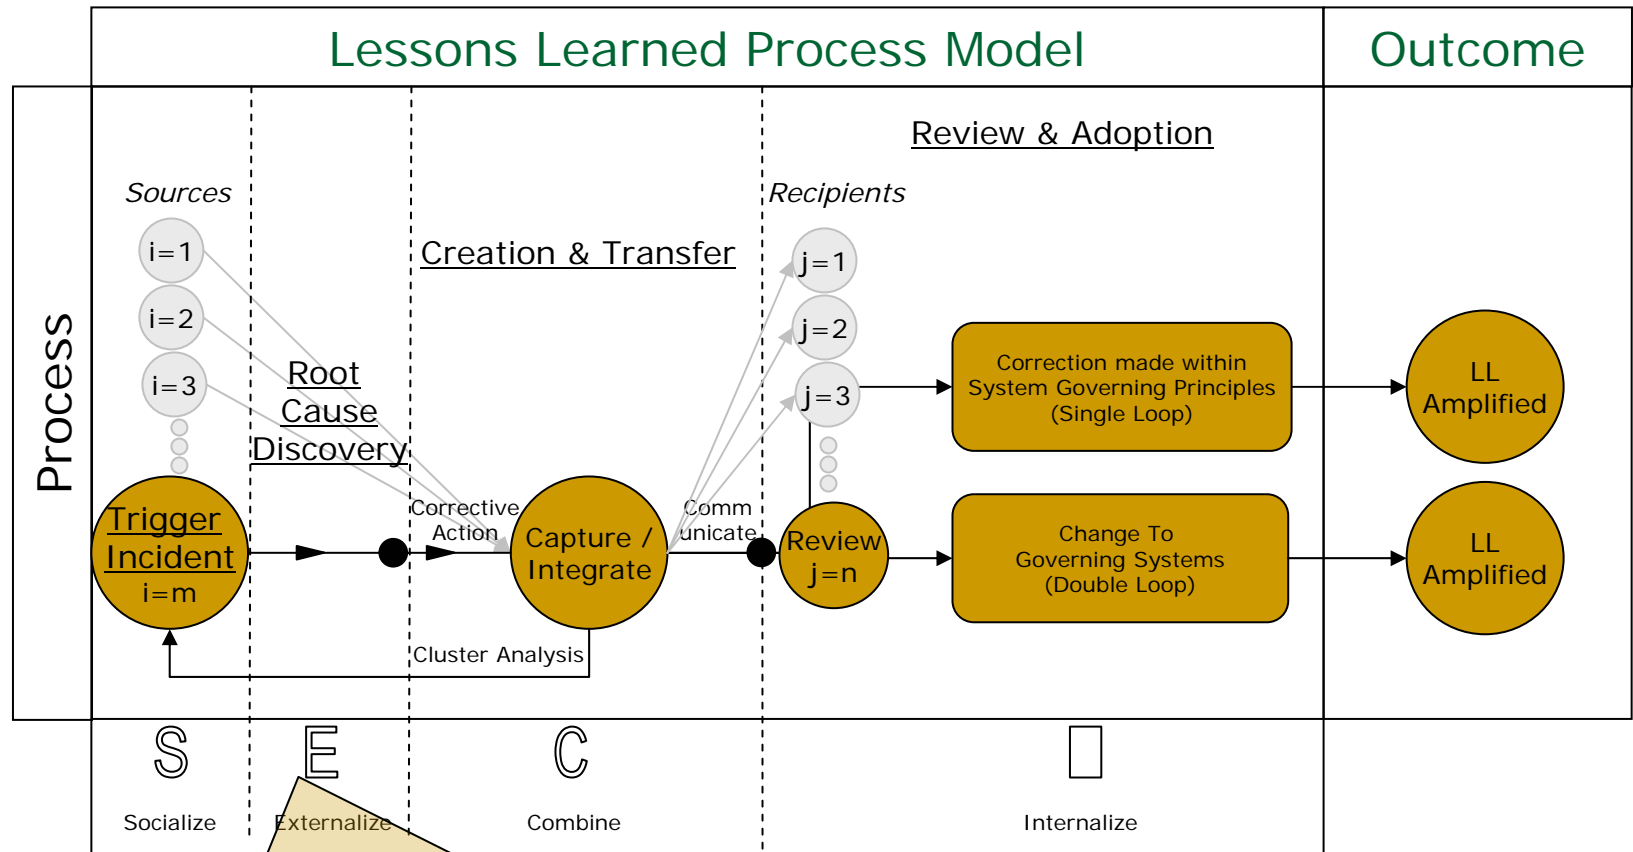 Lessons Learned Process Model
Outcome
Process
Review & Adoption
Sources
Recipients
i=1
i=2
i=3
Creation & Transfer
j=1
j=2
j=3
Root
Cause
Discovery
Correction made within
System Governing Principles
(Single Loop)
LL
Amplified
Trigger
Incident
i=m
Corrective
Action
Capture /
Integrate
Comm
unicate
Review
j=n
Change To
Governing Systems
(Double Loop)
LL
Amplified
Cluster Analysis
S
E
C
Socialize
Externalize
Combine
Internalize